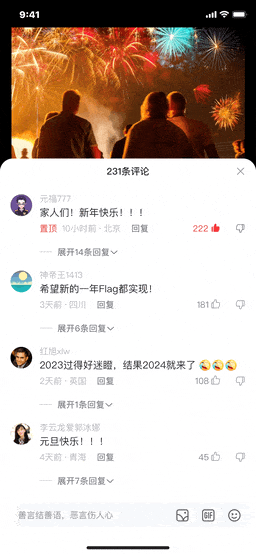 9:41
231条评论
元福777
家人们！新年快乐！！！
置顶 10小时前 · 北京 回复 222
展开14条回复
神帝王1413
希望新的一年Flag都实现！
3天前 · 四川 回复 181
展开6条回复
红旭xlw
2023过得好迷瞪，结果2024就来了
2天前 · 英国 回复 108
展开1条回复
李云龙爱郭冰娜
元旦快乐！！！
4天前 · 青海 回复 45
展开7条回复
善言结善语，恶言伤人心
GIF